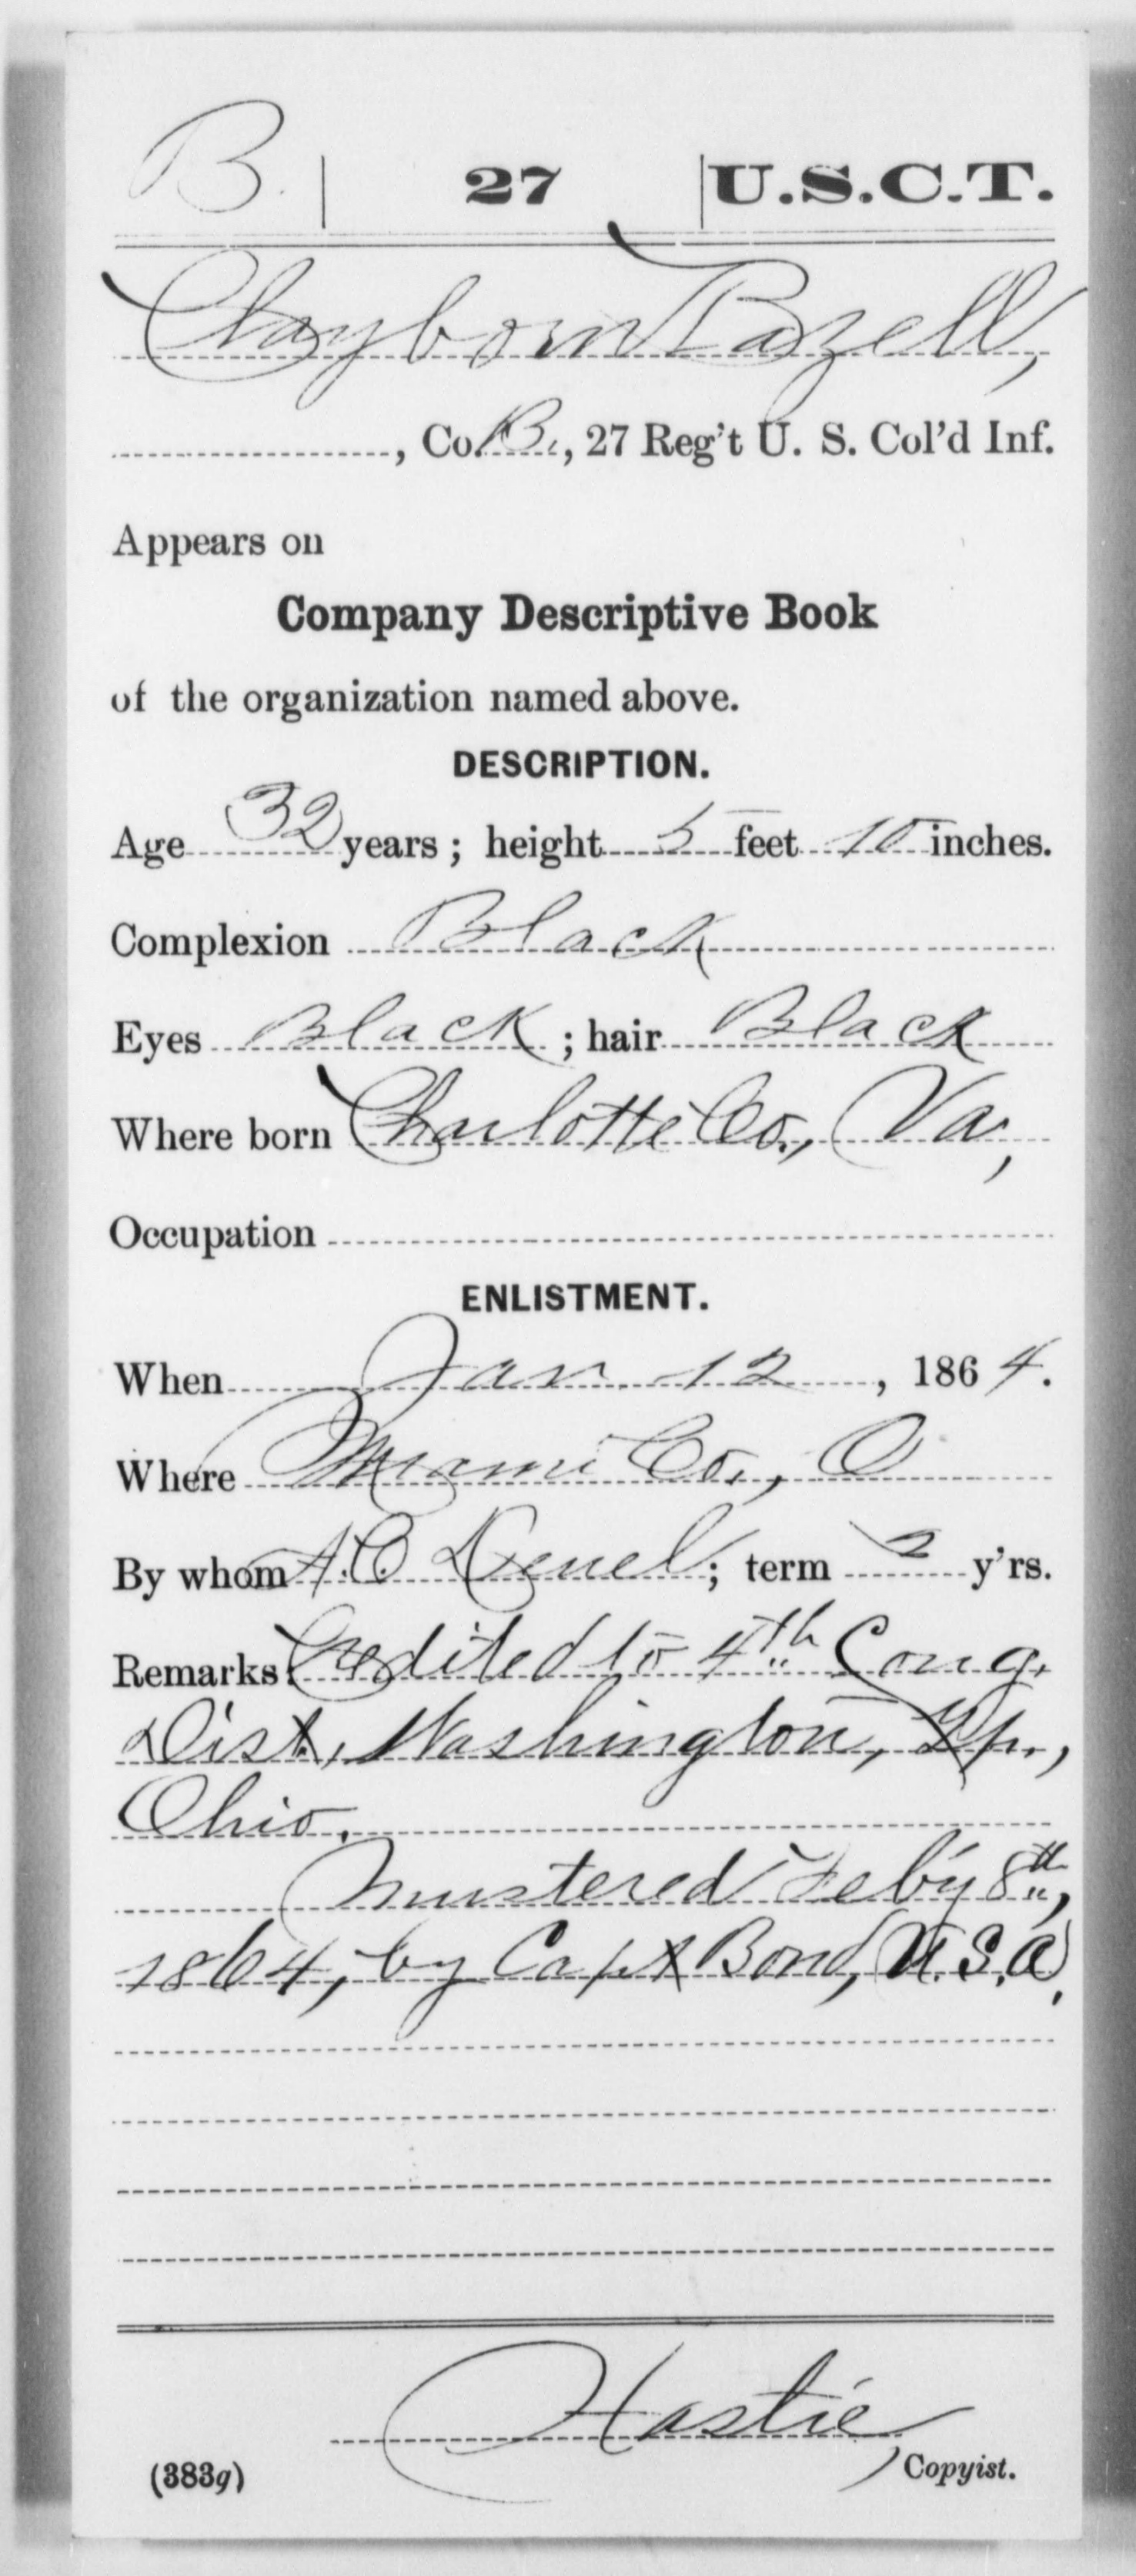 B. 27 U.S.C.T.
Clayborn Bazell,
, Co. B., 27 Reg't U. S. Col'd Inf.
Appears on
Company Descriptive Book
of the organization named above.
DESCRIPTION.
Age 32 years; height 5 feet 10 inches.
Complexion Black
Eyes Black; hair Black
Where born Charlotte Co., Va,
Occupation
ENLISTMENT.
When Jan. 12, 1864.
Where Miami Co., O
By whom A.C. Deuel; term 3 y'rs.
Remarks: Credited to 4th Cong.
Dist., Washington, Tp.,
Ohio.
Mustered Feby 8th,
1864, by Capt Bond, U.S.A,
Hastie
(383g) Copyist.